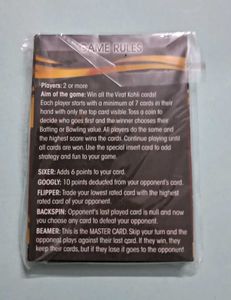 GAME RULES
Players: 2 or more
Aim of the game: Win all the Virat Kohli cards!
Each player starts with a minimum of 7 cards in their
hand with only the top card visible. Toss a coin to
decide who goes first and the winner chooses their
Batting or Bowling value. All players do the same and
the highest score wins the cards. Continue playing until
all cards are won. Use the special insert card to add
strategy and fun to your game.
SIXER: Adds 6 points to your card.
GOOGLY: 10 points deducted from your opponent's card.
FLIPPER: Trade your lowest rated card with the highest
rated card of your opponent.
BACKSPIN: Opponent's last played card is null and now
you choose any card to defeat your opponent.
BEAMER: This is the MASTER CARD. Skip your turn and the
opponent plays against their last card. If they win, they
keep their cards, but if they lose it goes to the opponent.